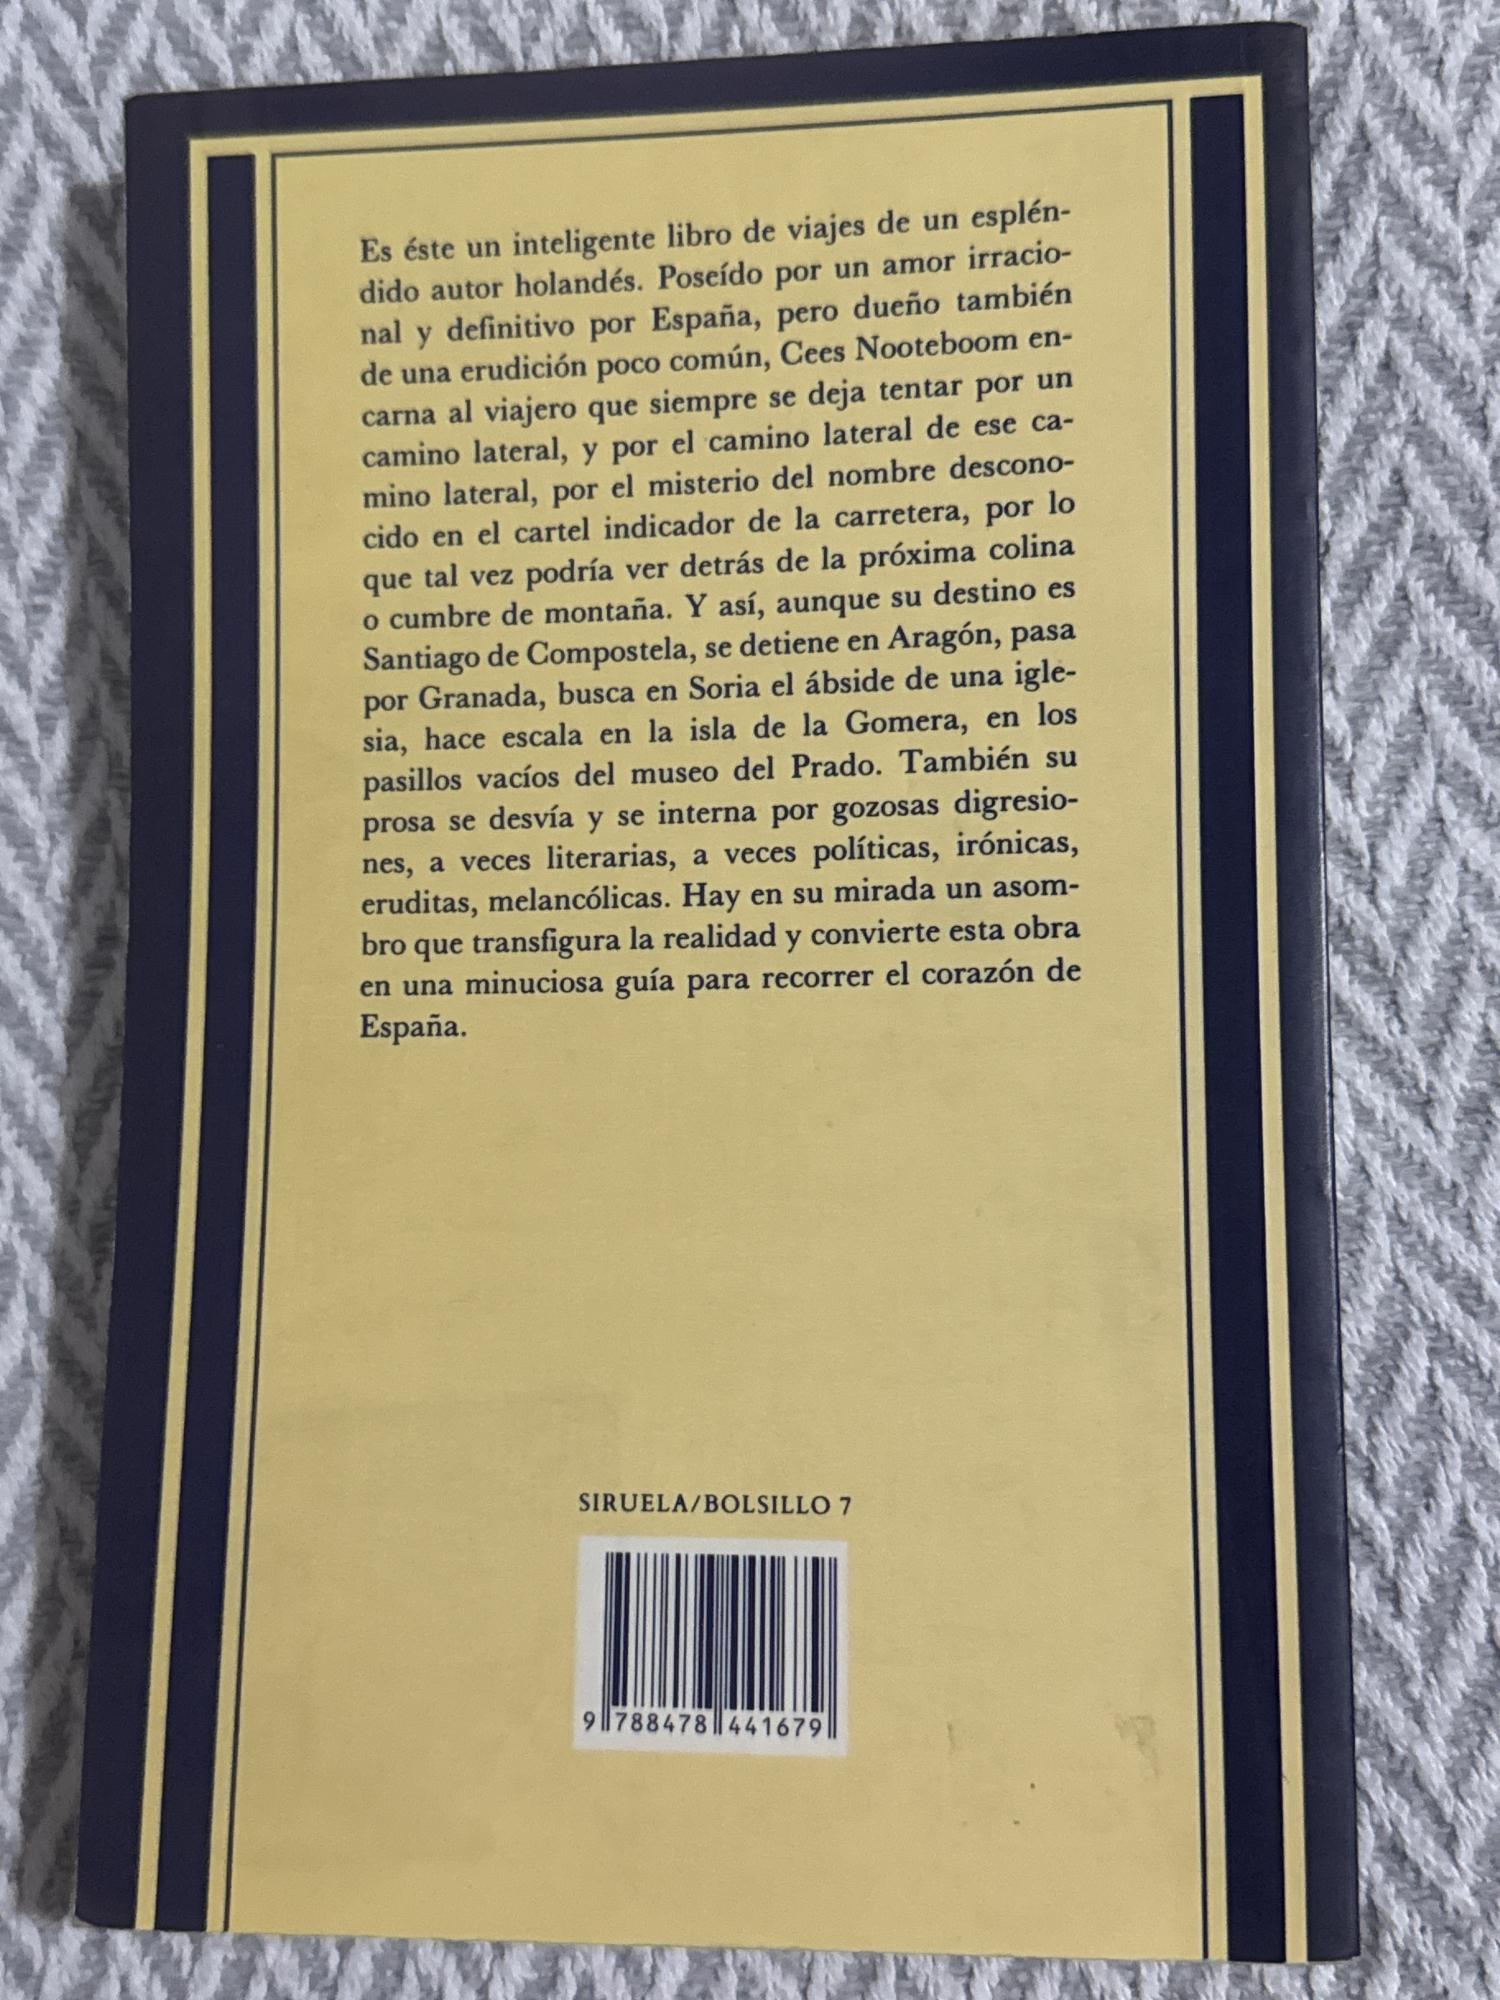 Es éste un inteligente libro de viajes de un esplén-
dido autor holandés. Poseído por un amor irracio-
nal y definitivo por España, pero dueño también
de una erudición poco común, Cees Nooteboom en-
carna al viajero que siempre se deja tentar por un
camino lateral, y por el camino lateral de ese ca-
mino lateral, por el misterio del nombre descono-
cido en el cartel indicador de la carretera, por lo
que tal vez podría ver detrás de la próxima colina
o cumbre de montaña. Y así, aunque su destino es
Santiago de Compostela, se detiene en Aragón, pasa
por Granada, busca en Soria el ábside de una igle-
sia, hace escala en la isla de la Gomera, en los
pasillos vacíos del museo del Prado. También su
prosa se desvía y se interna por gozosas digresio-
nes, a veces literarias, a veces políticas, irónicas,
eruditas, melancólicas. Hay en su mirada un asom-
bro que transfigura la realidad y convierte esta obra
en una minuciosa guía para recorrer el corazón de
España.
SIRUELA/BOLSILLO 7
9 788478 441679